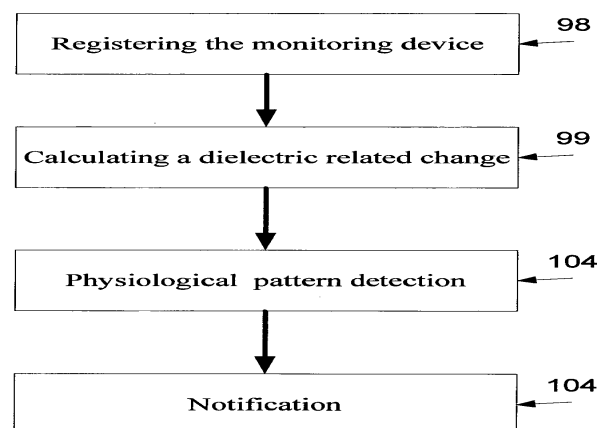 Registering the monitoring device
98
Calculating a dielectric related change
99
Physiological pattern detection
104
Notification
104